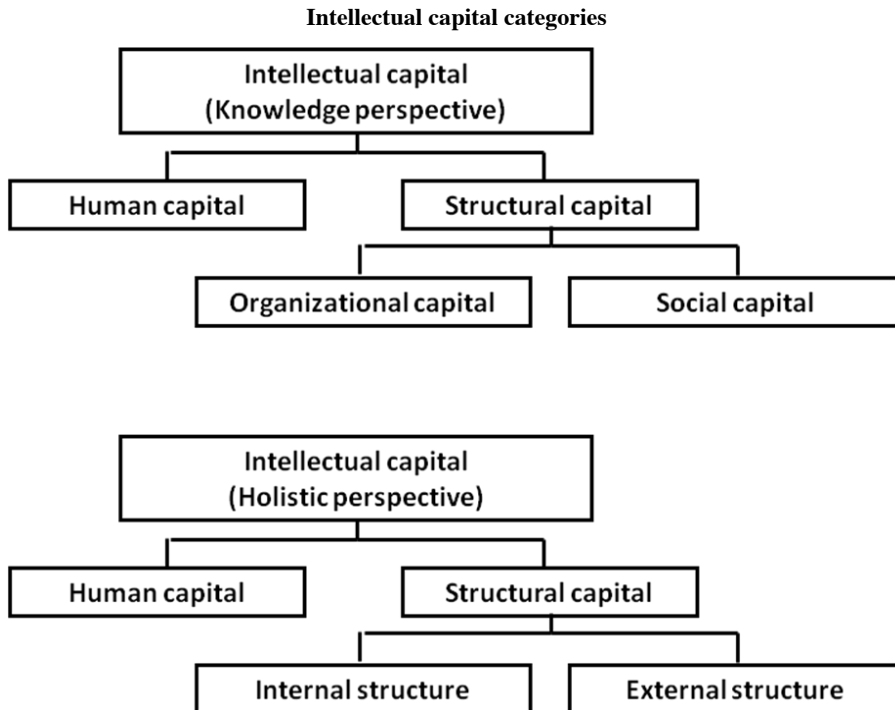 Intellectual capital categories
Intellectual capital
(Knowledge perspective)
Human capital
Structural capital
Organizational capital
Social capital
Intellectual capital
(Holistic perspective)
Human capital
Structural capital
Internal structure
External structure